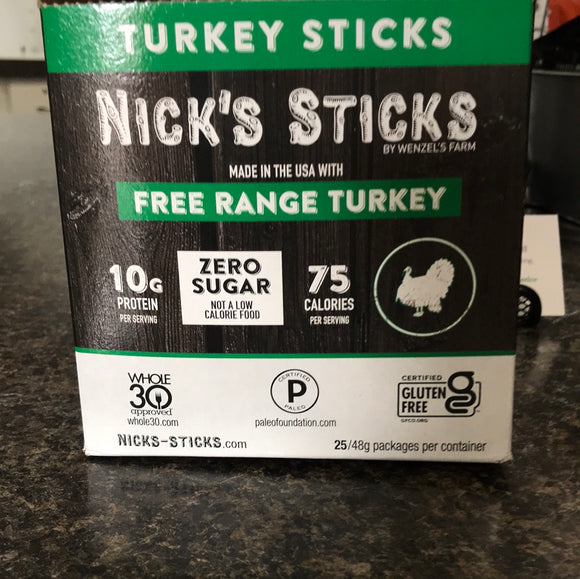 TURKEY STICKS
NICK'S STICKS
BY WENZEL'S FARM
MADE IN THE USA WITH
FREE RANGE TURKEY
10G
PROTEIN
PER SERVING
ZERO
SUGAR
NOT A LOW
CALORIE FOOD
75
CALORIES
PER SERVING
WHOLE
30
approved
whole30.com
CERTIFIED
P
PALEO
paleofoundation.com
CERTIFIED
GLUTEN
FREE
GFCO.ORG
NICKS-STICKS.com
25/48g packages per container